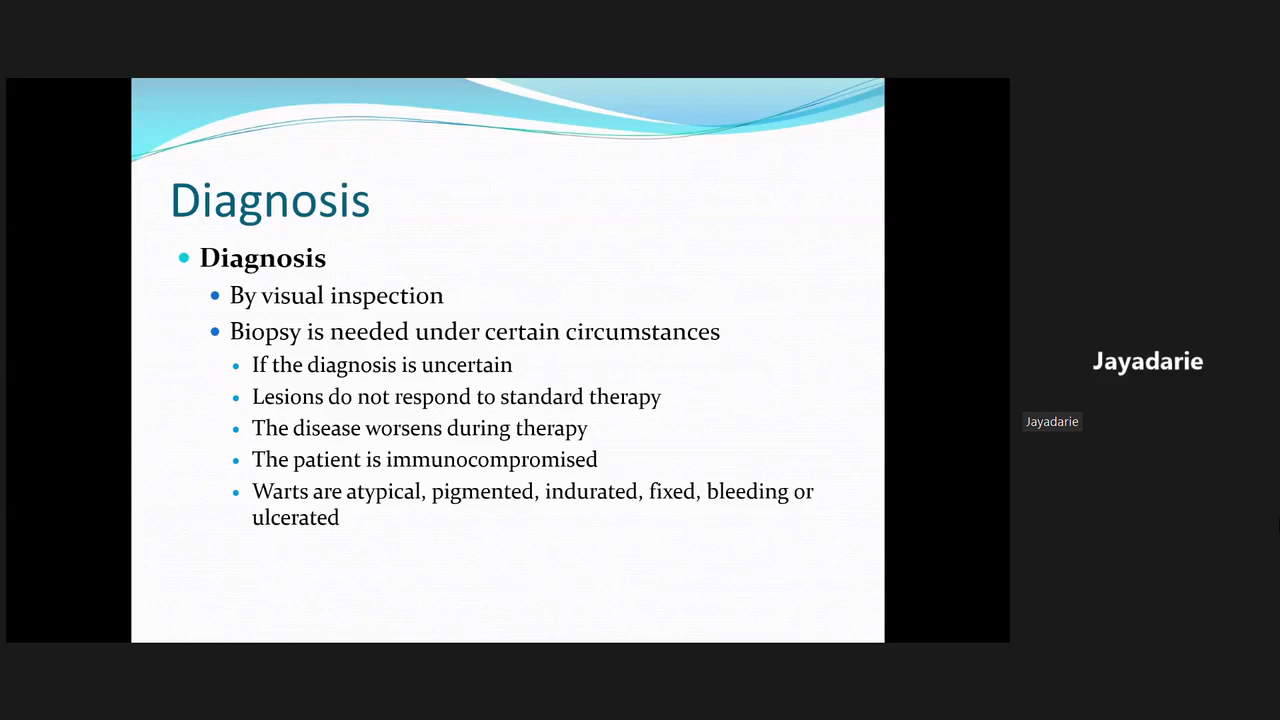 Diagnosis
Diagnosis
By visual inspection
Biopsy is needed under certain circumstances
If the diagnosis is uncertain
Lesions do not respond to standard therapy
The disease worsens during therapy
The patient is immunocompromised
Warts are atypical, pigmented, indurated, fixed, bleeding or
ulcerated
Jayadarie
Jayadarie